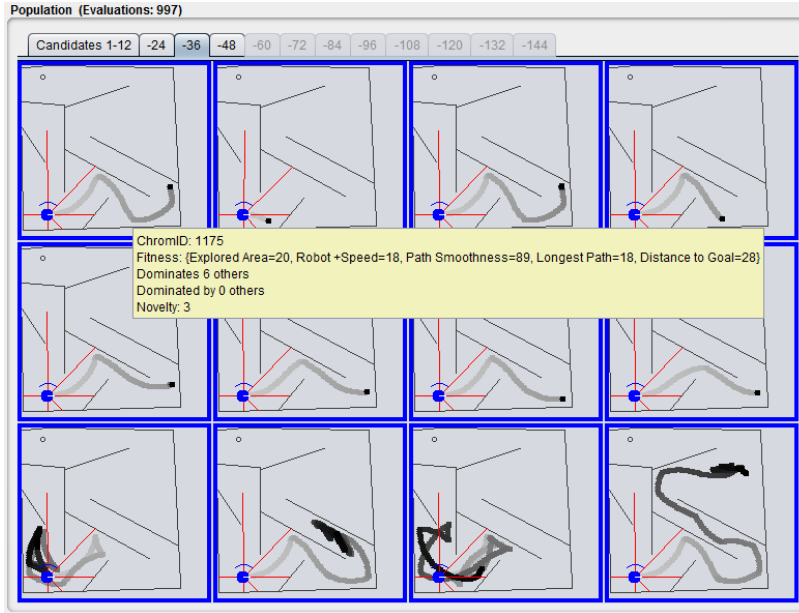 Population (Evaluations: 997)
Candidates 1-12 -24 -36 -48 -60 -72 -84 -96 -108 -120 -132 -144
ChromID: 1175
Fitness: {Explored Area=20, Robot +Speed=18, Path Smoothness=89, Longest Path=18, Distance to Goal=28}
Dominates 6 others
Dominated by 0 others
Novelty: 3